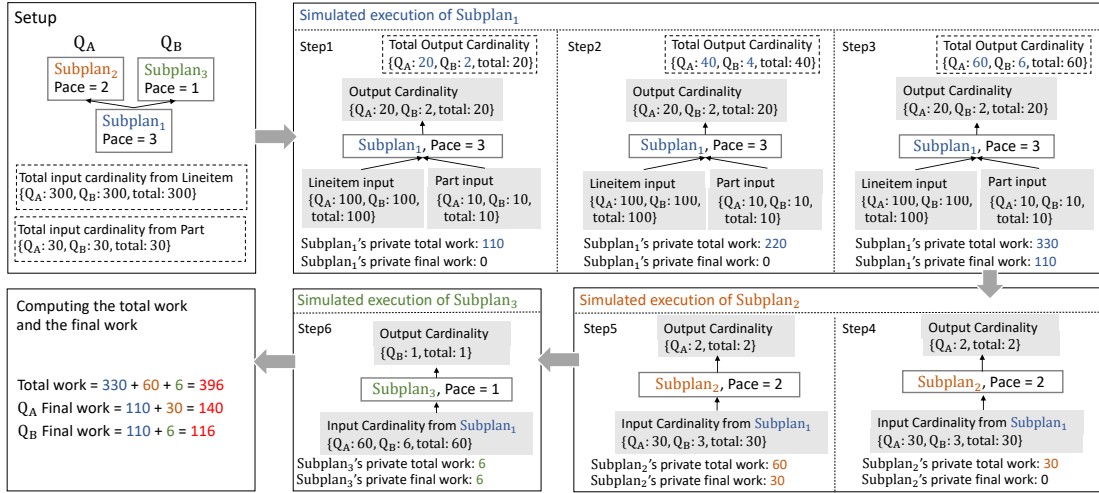 Setup
Q_A Q_B
Subplan_2
Pace = 2
Subplan_3
Pace = 1
Subplan_1
Pace = 3
Total input cardinality from Lineitem
{Q_A: 300, Q_B: 300, total: 300}
Total input cardinality from Part
{Q_A: 30, Q_B: 30, total: 30}
Simulated execution of Subplan_1
Step1
Total Output Cardinality
{Q_A: 20, Q_B: 2, total: 20}
Output Cardinality
{Q_A: 20, Q_B: 2, total: 20}
Subplan_1, Pace = 3
Lineitem input
{Q_A: 100, Q_B: 100,
total: 100}
Part input
{Q_A: 10, Q_B: 10,
total: 10}
Subplan_1's private total work: 110
Subplan_1's private final work: 0
Step2
Total Output Cardinality
{Q_A: 40, Q_B: 4, total: 40}
Output Cardinality
{Q_A: 20, Q_B: 2, total: 20}
Subplan_1, Pace = 3
Lineitem input
{Q_A: 100, Q_B: 100,
total: 100}
Part input
{Q_A: 10, Q_B: 10,
total: 10}
Subplan_1's private total work: 220
Subplan_1's private final work: 0
Step3
Total Output Cardinality
{Q_A: 60, Q_B: 6, total: 60}
Output Cardinality
{Q_A: 20, Q_B: 2, total: 20}
Subplan_1, Pace = 3
Lineitem input
{Q_A: 100, Q_B: 100,
total: 100}
Part input
{Q_A: 10, Q_B: 10,
total: 10}
Subplan_1's private total work: 330
Subplan_1's private final work: 110
Simulated execution of Subplan_2
Step4
Output Cardinality
{Q_A: 2, total: 2}
Subplan_2, Pace = 2
Input Cardinality from Subplan_1
{Q_A: 30, Q_B: 3, total: 30}
Subplan_2's private total work: 30
Subplan_2's private final work: 0
Step5
Output Cardinality
{Q_A: 2, total: 2}
Subplan_2, Pace = 2
Input Cardinality from Subplan_1
{Q_A: 30, Q_B: 3, total: 30}
Subplan_2's private total work: 60
Subplan_2's private final work: 30
Simulated execution of Subplan_3
Step6
Output Cardinality
{Q_B: 1, total: 1}
Subplan_3, Pace = 1
Input Cardinality from Subplan_1
{Q_A: 60, Q_B: 6, total: 60}
Subplan_3's private total work: 6
Subplan_3's private final work: 6
Computing the total work
and the final work
Total work = 330 + 60 + 6 = 396
Q_A Final work = 110 + 30 = 140
Q_B Final work = 110 + 6 = 116